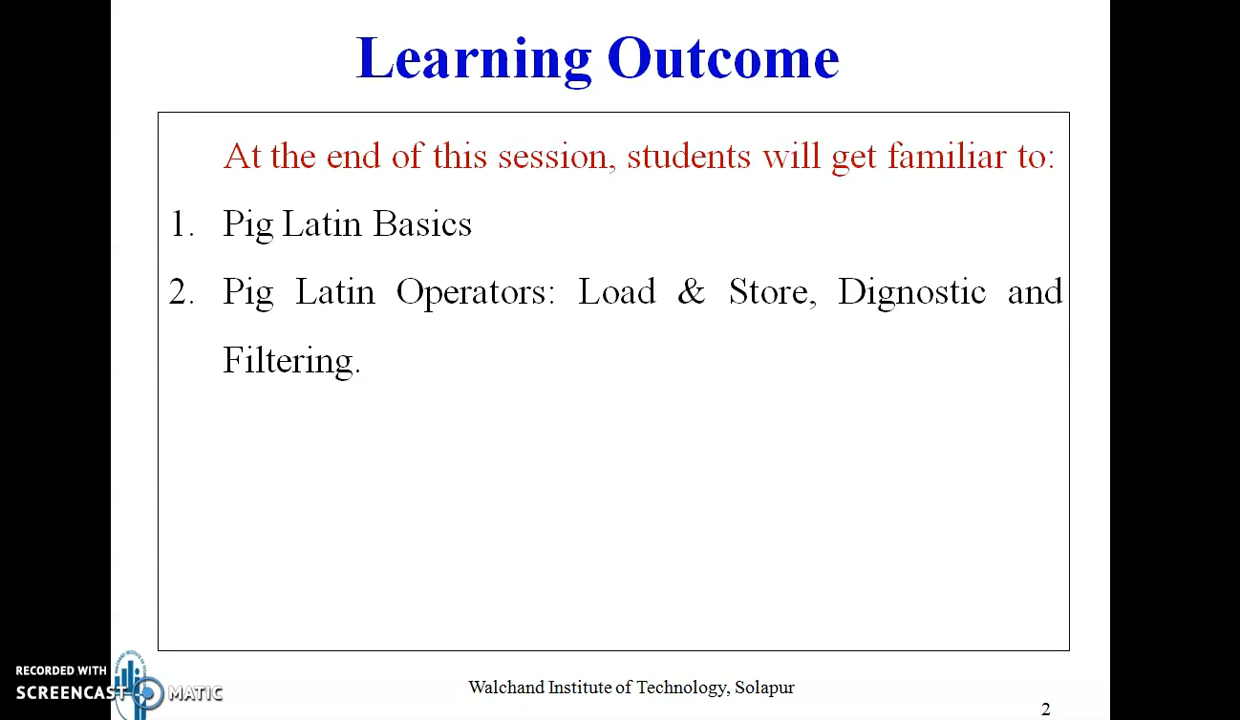 Learning Outcome
At the end of this session, students will get familiar to:
1. Pig Latin Basics
2. Pig Latin Operators: Load & Store, Dignostic and
Filtering.
RECORDED WITH
SCREENCAST MATIC
Walchand Institute of Technology, Solapur
2